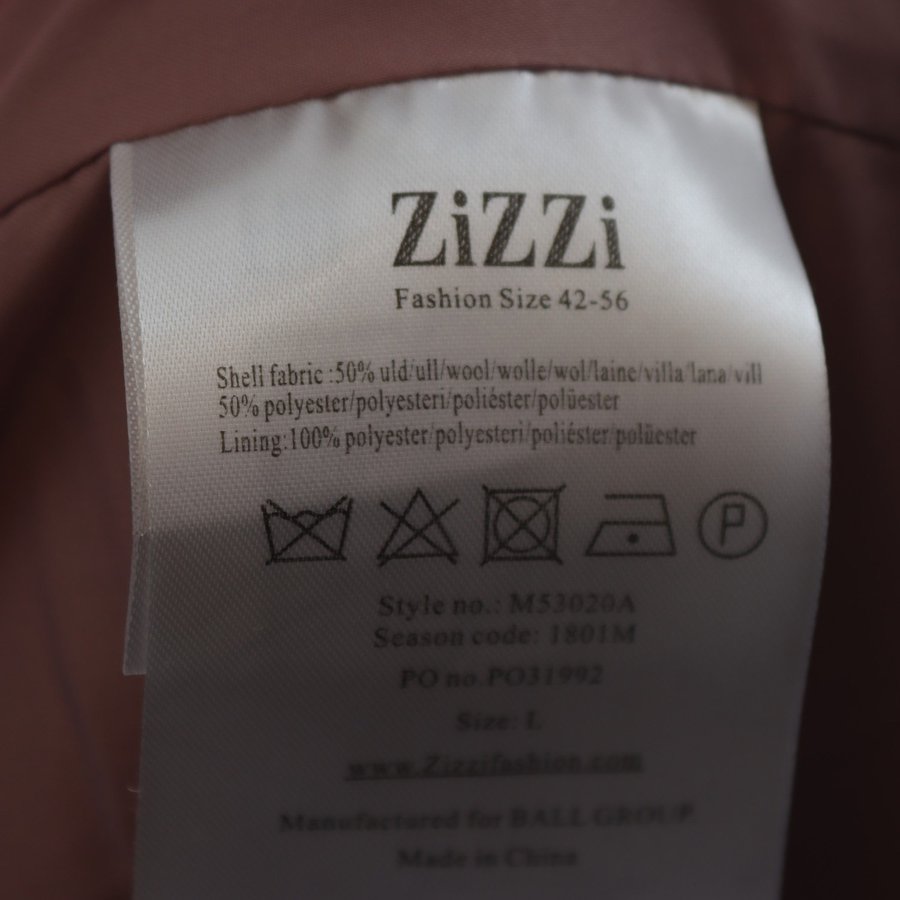 ZiZZi
Fashion Size 42-56
Shell fabric :50% uld/ull/wool/wolle/wol/laine/villa/lana/vill
50% polyester/polyesteri/poliéster/polüester
Lining:100% polyester/polyesteri/poliéster/polüester
P
Style no.: M53020A
Season code: 1801M
PO no.PO31992
Size: L
www.Zizzifashion.com
Manufactured for BALL GROUP
Made in China